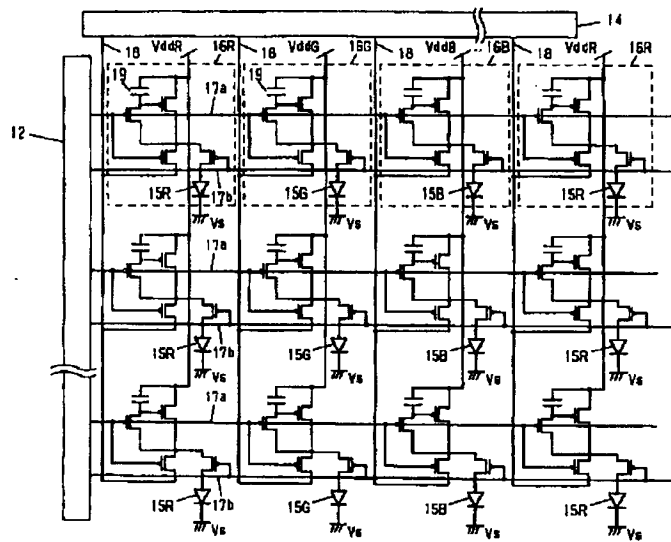 14
18 VddR 16R 18 VddG 16G 18 VddB 16B 18 VddR 16R
19 17a 19
12
15R 17b 15G 15B 15R
Vs Vs Vs Vs
17a
15R 17b 15G 15B 15R
Vs Vs Vs Vs
17a
15R 17b 15G 15B 15R
Vs Vs Vs Vs